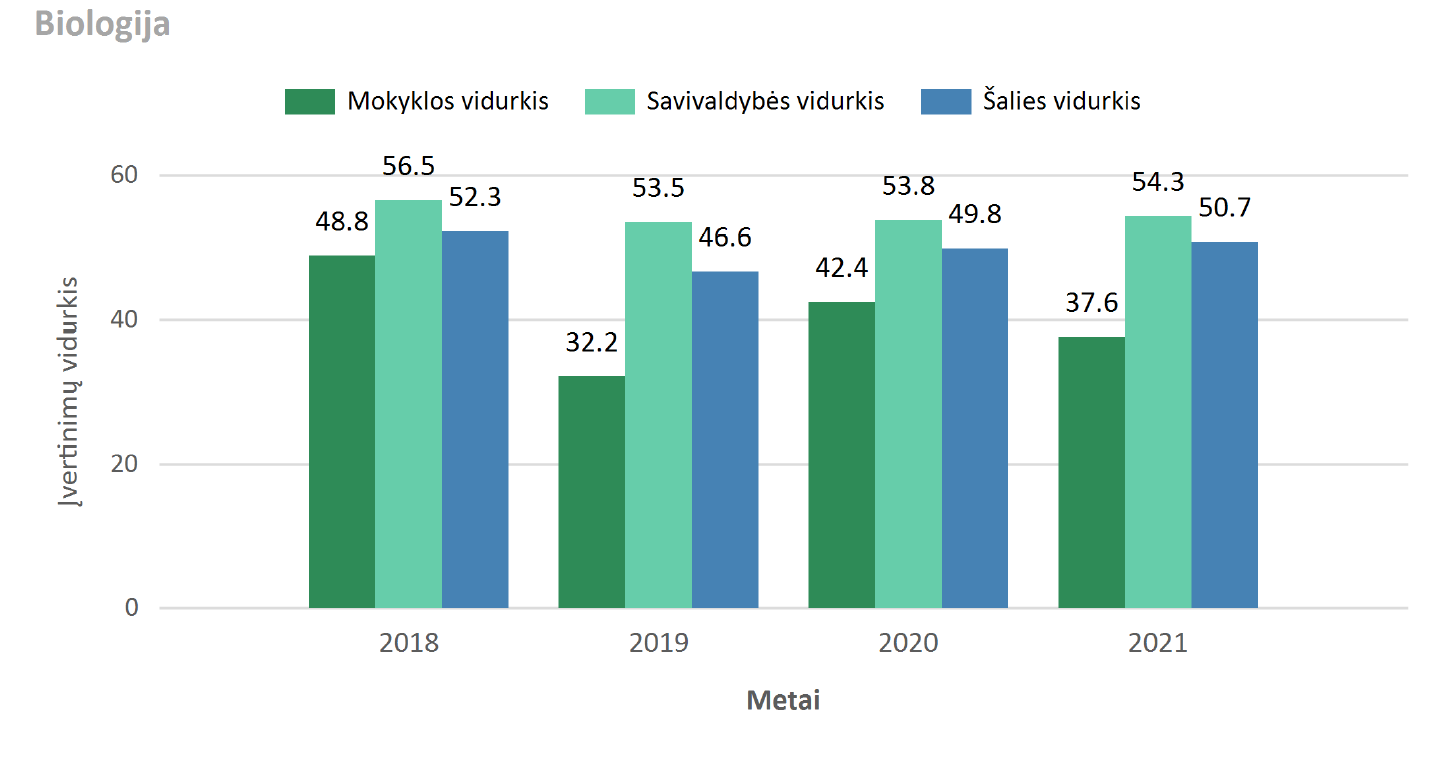 Biologija
Mokyklos vidurkis Savivaldybės vidurkis Šalies vidurkis
Įvertinimų vidurkis
60
40
20
0
48.8 56.5 52.3
32.2 53.5 46.6
42.4 53.8 49.8
37.6 54.3 50.7
2018 2019 2020 2021
Metai